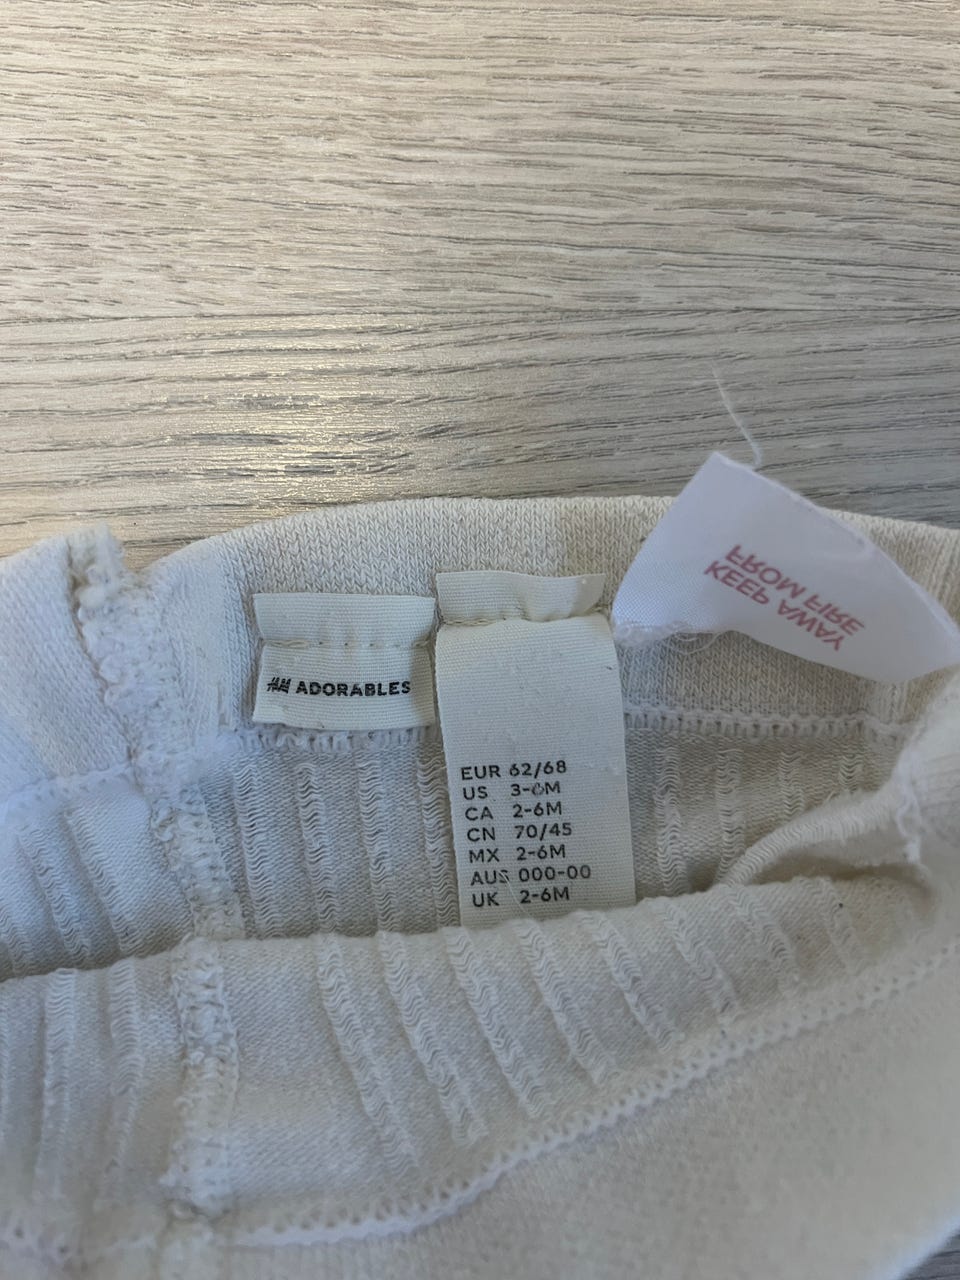 H&M ADORABLES
EUR 62/68
US 3-6M
CA 2-6M
CN 70/45
MX 2-6M
AUS 000-00
UK 2-6M
KEEP AWAY
FROM FIRE